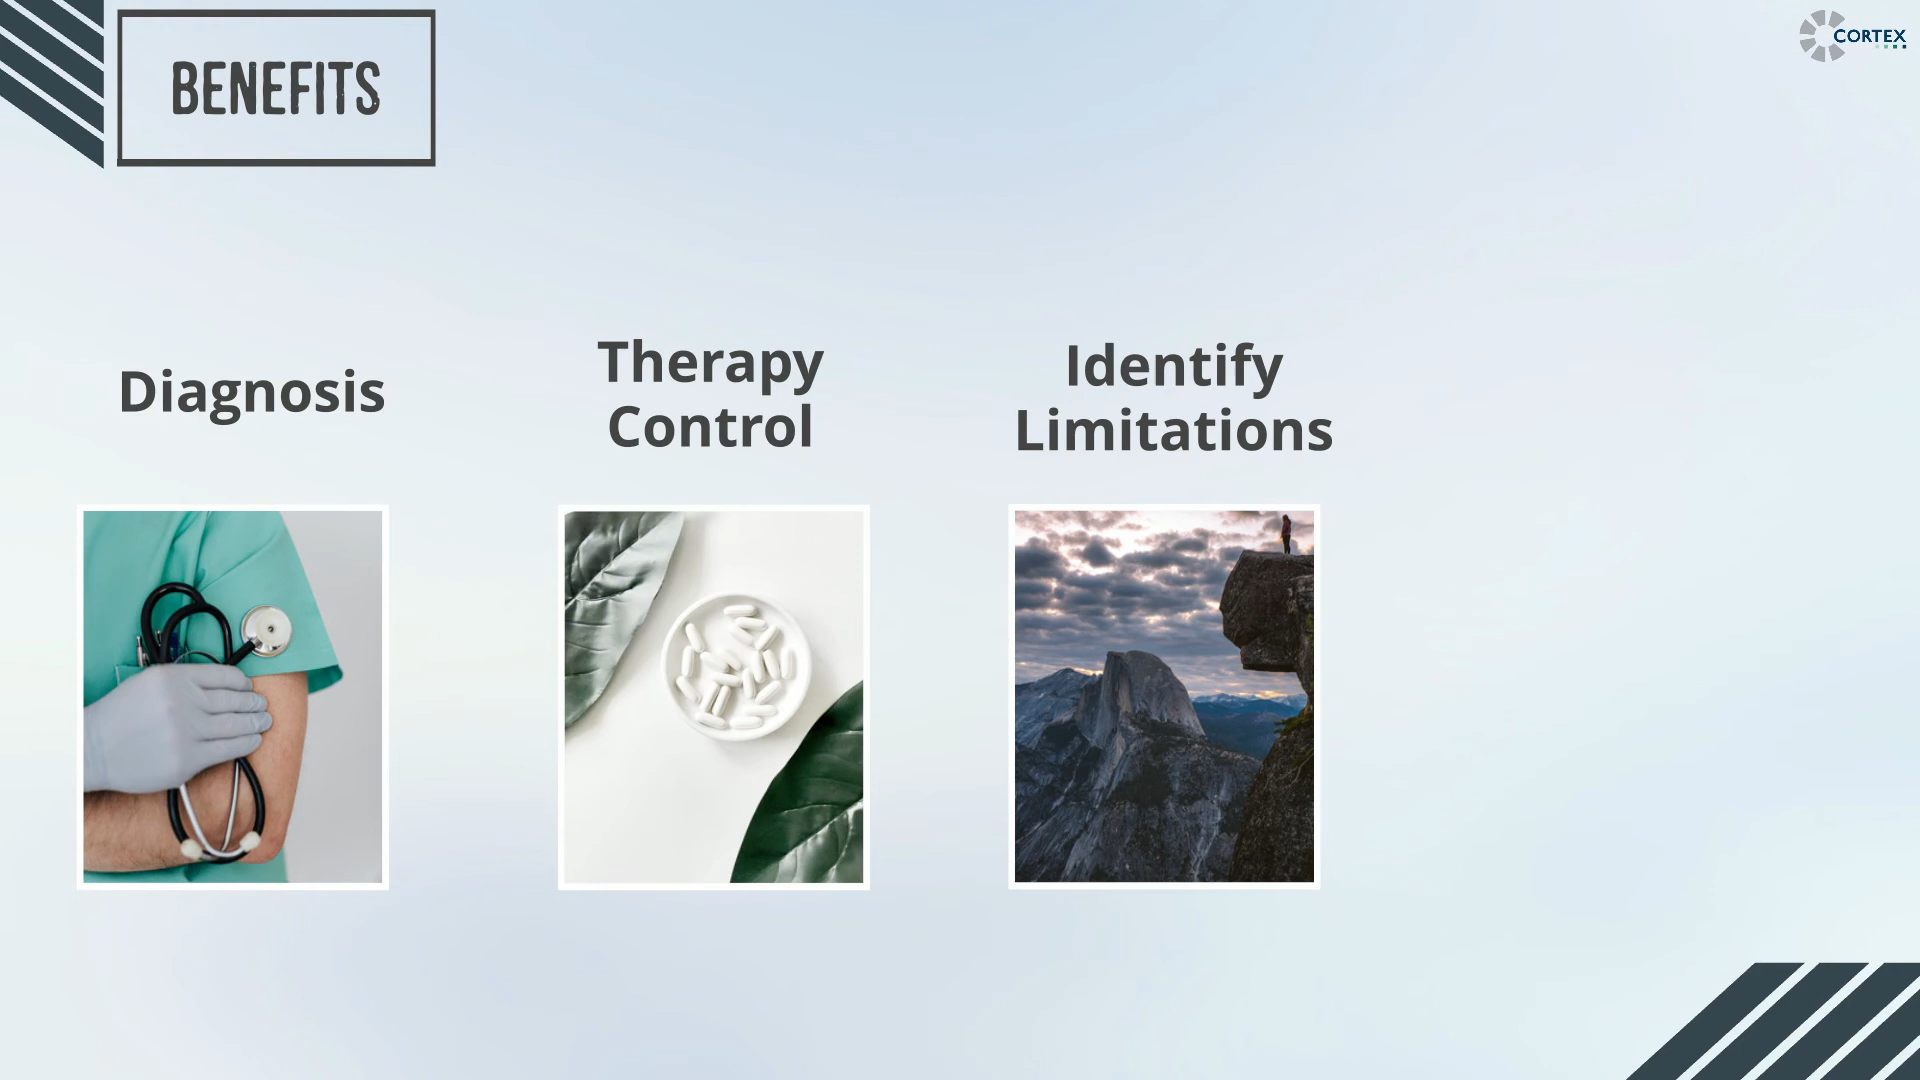 BENEFITS
CORTEX
Diagnosis
Therapy
Control
Identify
Limitations